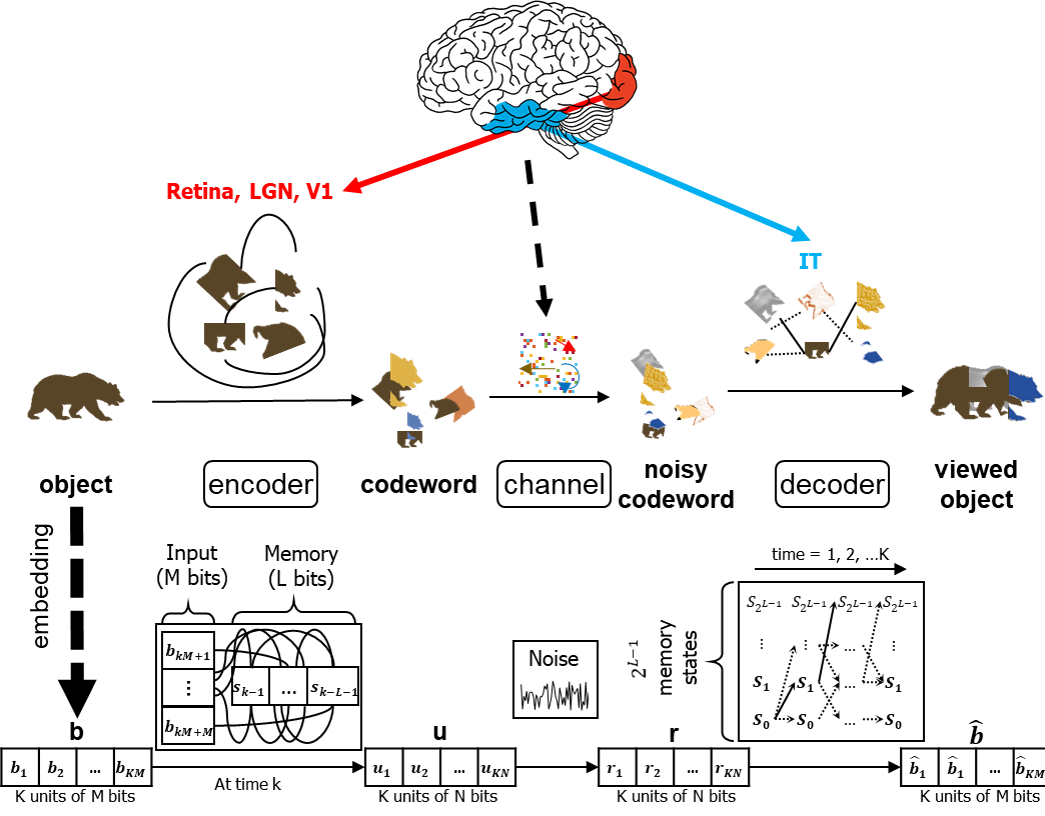 Retina, LGN, V1
IT
object
encoder
codeword
channel
noisy
codeword
decoder
viewed
object
embedding
Input
(M bits)
Memory
(L bits)
b_{kM+1}
⋮
b_{kM+M}
s_{k-1} ... s_{k-L-1}
Noise
2^{L-1}
memory
states
time = 1, 2, ...K
S_{2^{L-1}} S_{2^{L-1}} S_{2^{L-1}} S_{2^{L-1}}
⋮ ⋮ ... ⋮
S_1 S_1 ... S_1
S_0 S_0 ... S_0
b
u
r
b̂
b_1 b_2 ... b_{KM}
At time k
u_1 u_2 ... u_{KN}
r_1 r_2 ... r_{KN}
b̂_1 b̂_1 ... b̂_{KM}
K units of M bits
K units of N bits
K units of N bits
K units of M bits